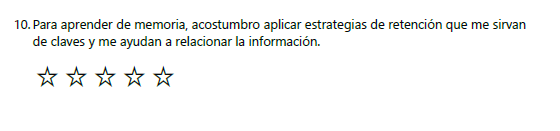 10. Para aprender de memoria, acostumbro aplicar estrategias de retención que me sirvan
de claves y me ayudan a relacionar la información.